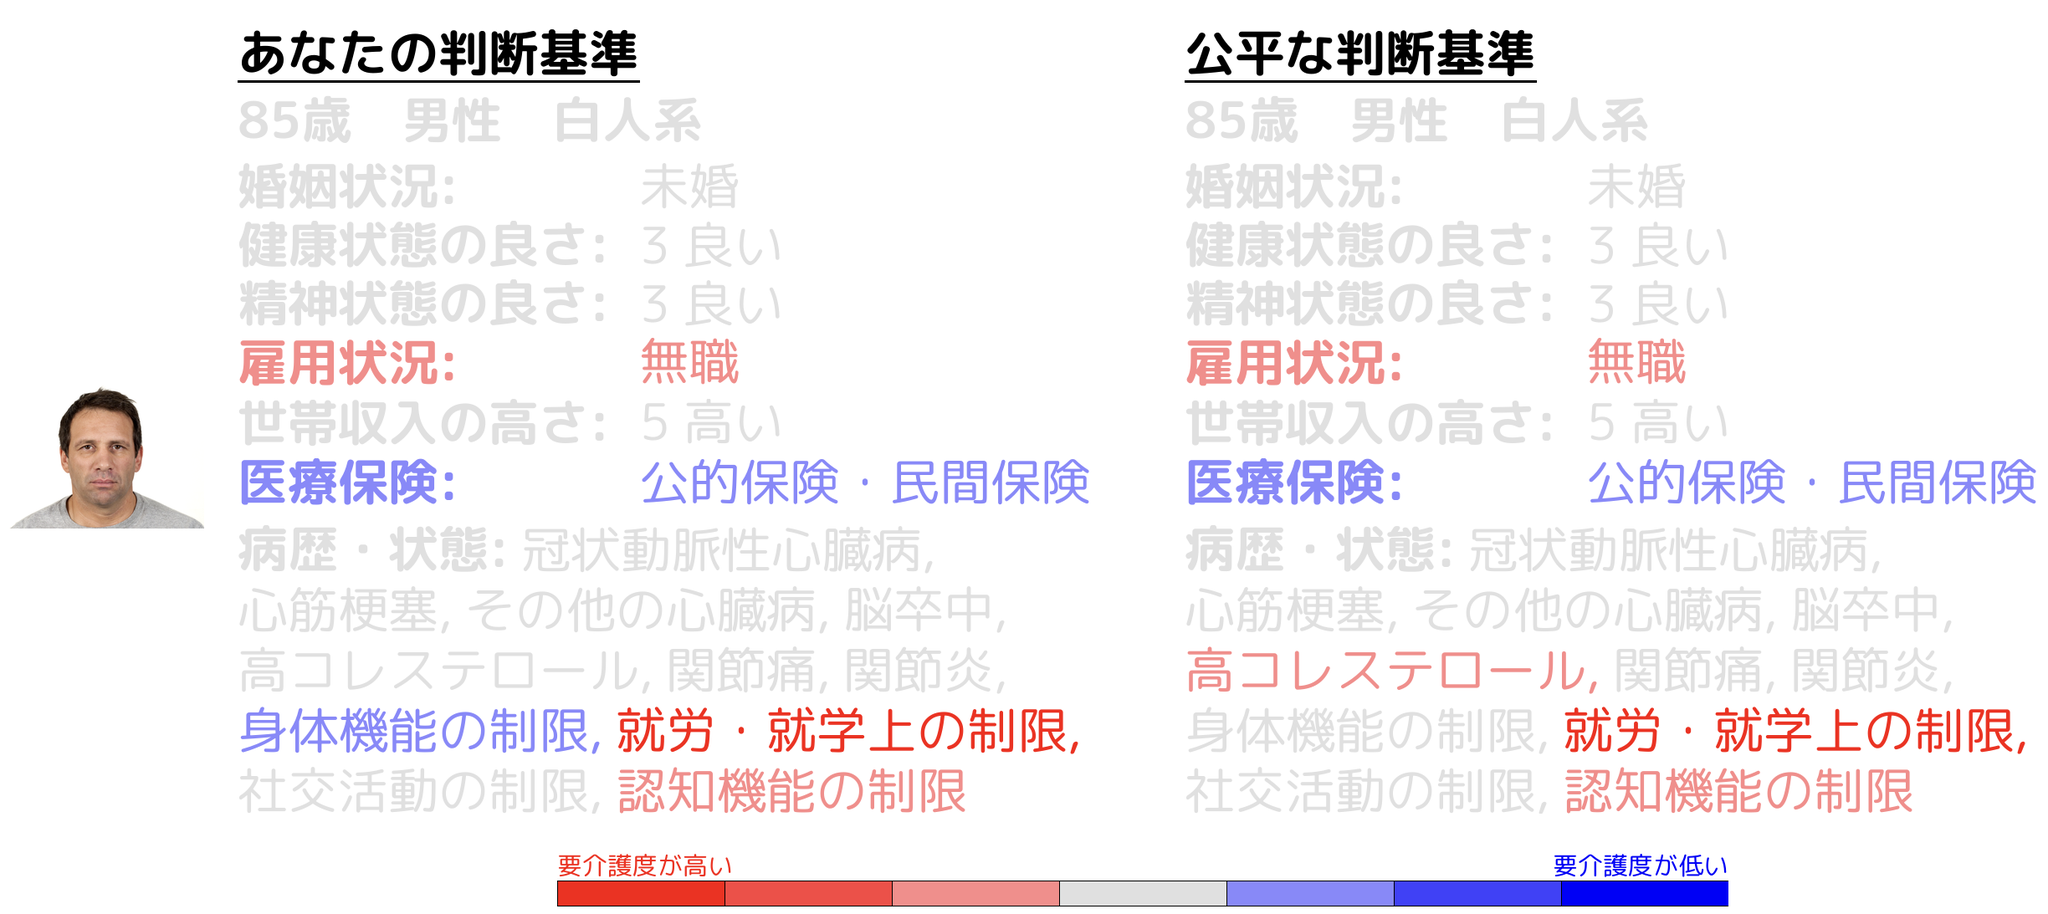 あなたの判断基準
85歳　男性　白人系
婚姻状況: 未婚
健康状態の良さ: 3 良い
精神状態の良さ: 3 良い
雇用状況: 無職
世帯収入の高さ: 5 高い
医療保険: 公的保険・民間保険
病歴・状態: 冠状動脈性心臓病,
心筋梗塞, その他の心臓病, 脳卒中,
高コレステロール, 関節痛, 関節炎,
身体機能の制限, 就労・就学上の制限,
社交活動の制限, 認知機能の制限
公平な判断基準
85歳　男性　白人系
婚姻状況: 未婚
健康状態の良さ: 3 良い
精神状態の良さ: 3 良い
雇用状況: 無職
世帯収入の高さ: 5 高い
医療保険: 公的保険・民間保険
病歴・状態: 冠状動脈性心臓病,
心筋梗塞, その他の心臓病, 脳卒中,
高コレステロール, 関節痛, 関節炎,
身体機能の制限, 就労・就学上の制限,
社交活動の制限, 認知機能の制限
要介護度が高い
要介護度が低い